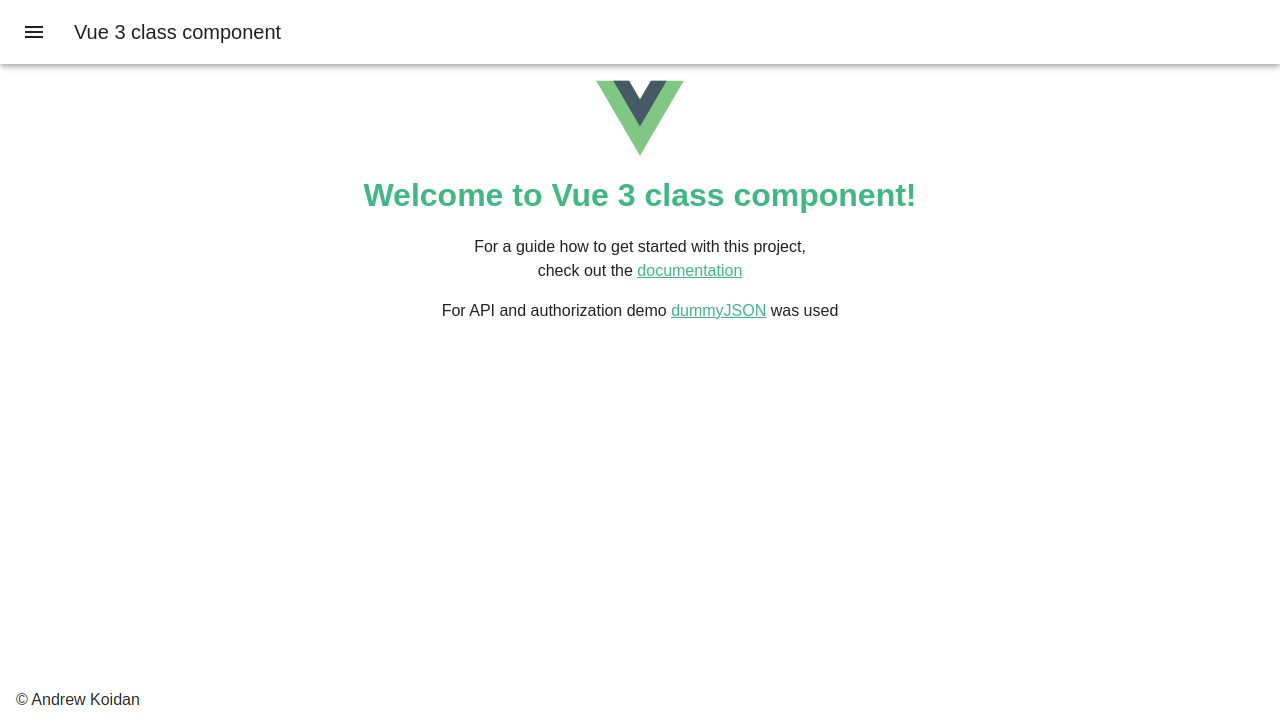 Vue 3 class component
Welcome to Vue 3 class component!
For a guide how to get started with this project,
check out the documentation
For API and authorization demo dummyJSON was used
© Andrew Koidan